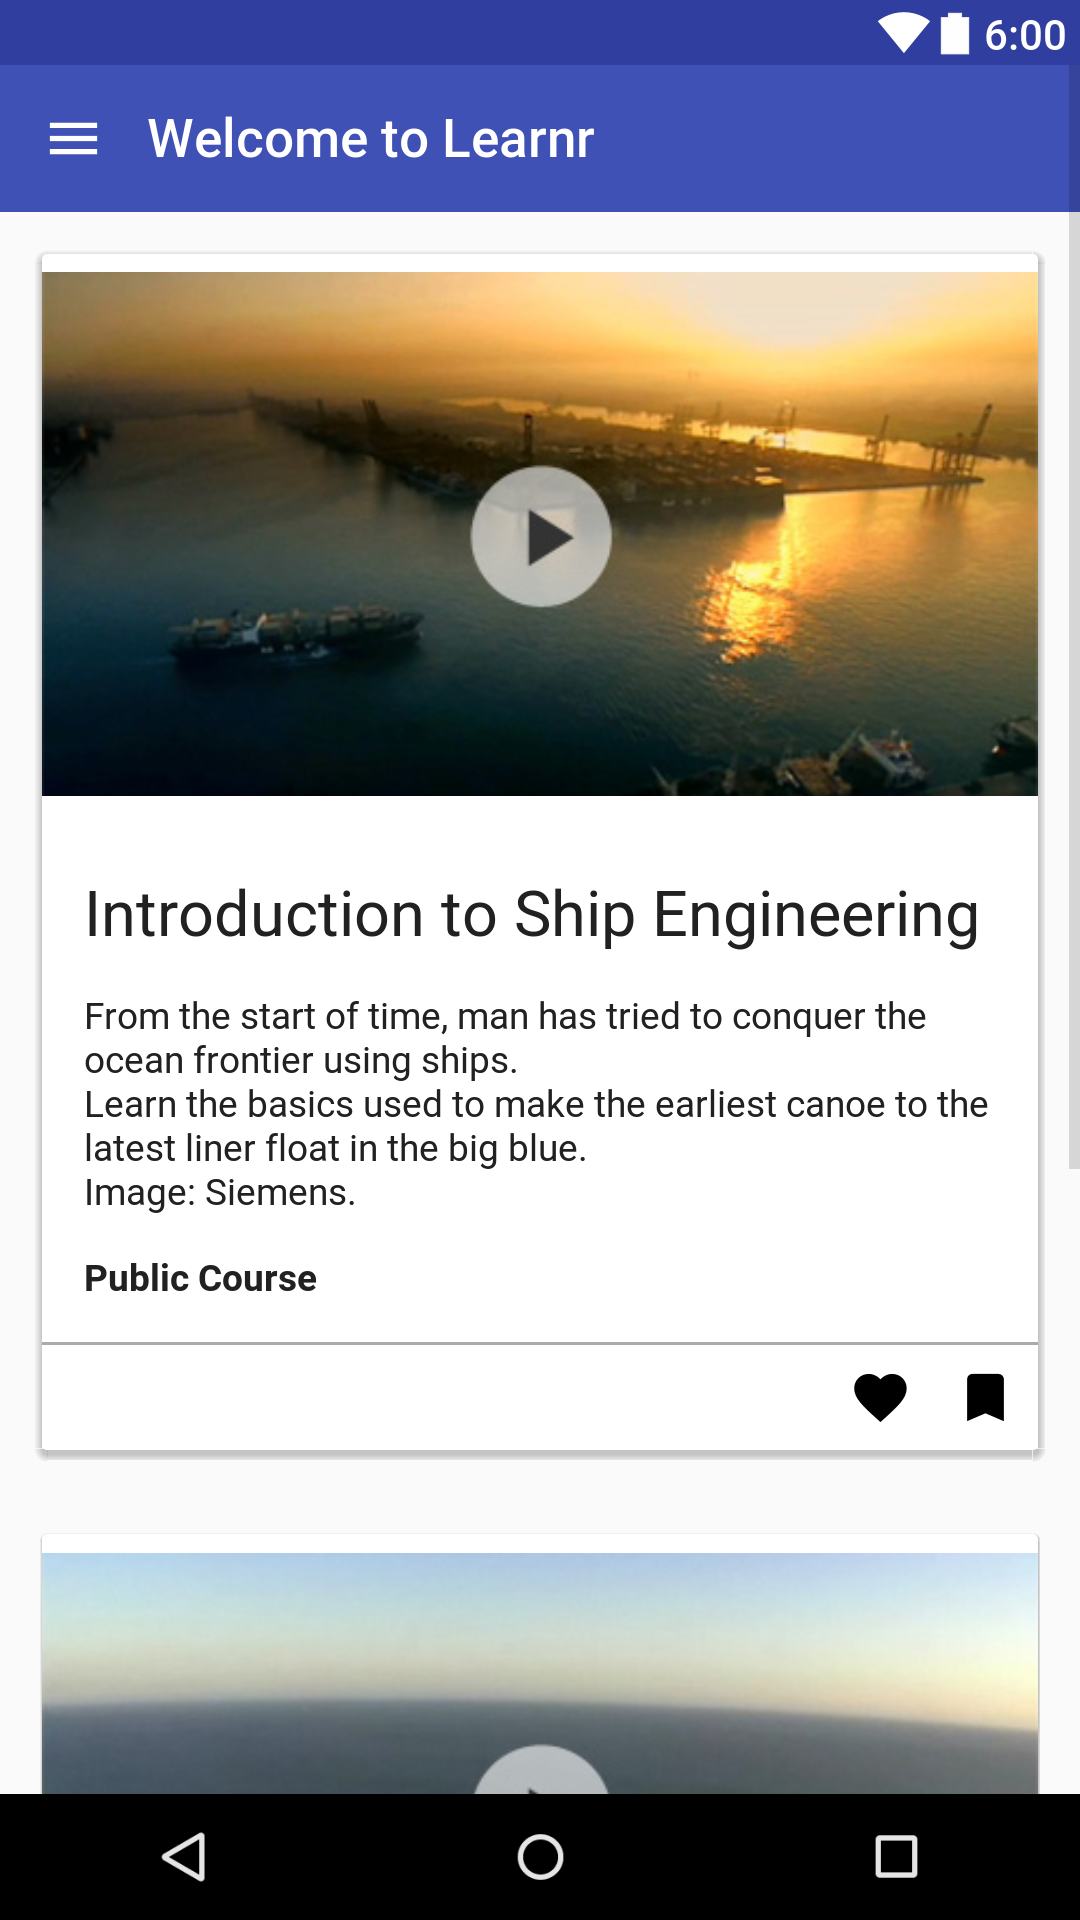 6:00
Welcome to Learnr
Introduction to Ship Engineering
From the start of time, man has tried to conquer the
ocean frontier using ships.
Learn the basics used to make the earliest canoe to the
latest liner float in the big blue.
Image: Siemens.
Public Course